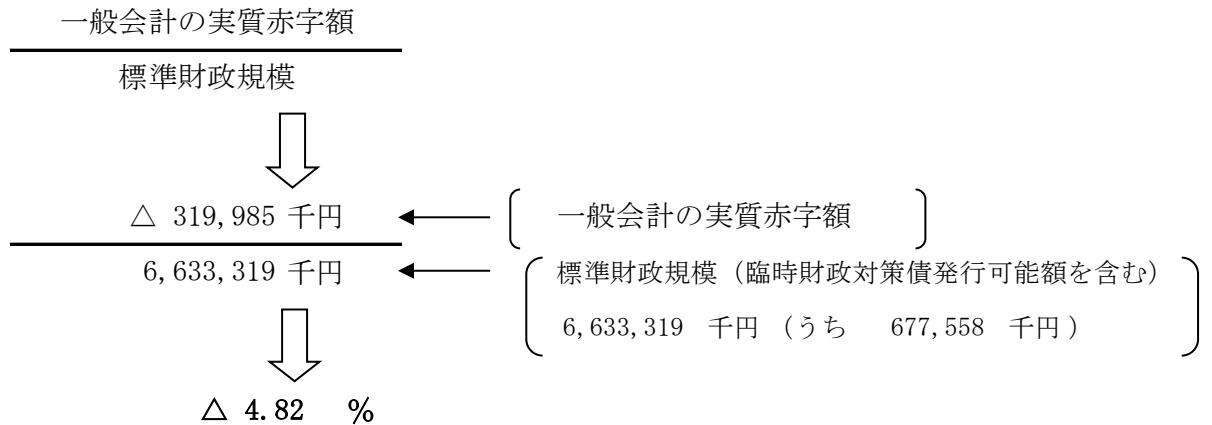 一般会計の実質赤字額
標準財政規模
△ 319,985 千円
一般会計の実質赤字額
6,633,319 千円
標準財政規模（臨時財政対策債発行可能額を含む）
6,633,319 千円 （うち 677,558 千円）
△ 4.82 %